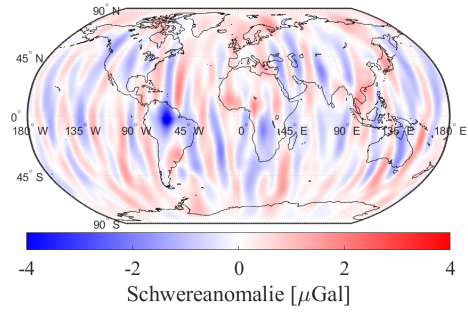 90° N
45° N
0°
180° W 135° W 90° W 45° W 0° 45° E 90° E 135° E 180° E
45° S
90° S
-4 -2 0 2 4
Schwereanomalie [μGal]